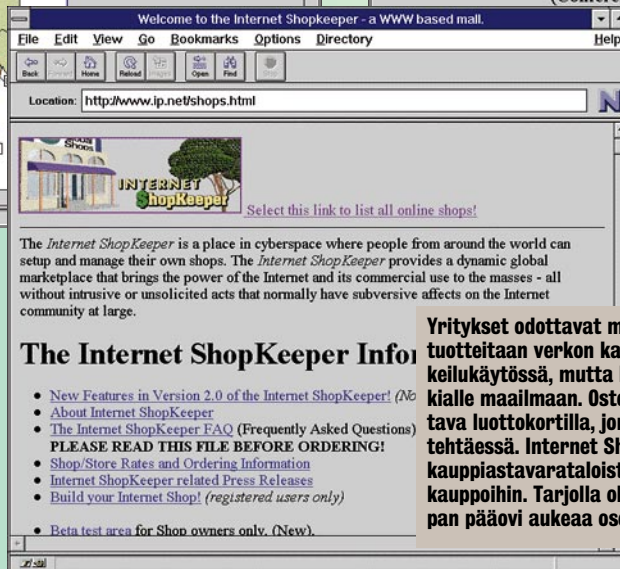 Welcome to the Internet Shopkeeper - a WWW based mall.
File Edit View Go Bookmarks Options Directory Help
Back Forward Home Reload Images Open Find Stop
Location: http://www.ip.net/shops.html
N
Shops
INTERNET
ShopKeeper
Select this link to list all online shops!
The Internet ShopKeeper is a place in cyberspace where people from around the world can
setup and manage their own shops. The Internet ShopKeeper provides a dynamic global
marketplace that brings the power of the Internet and its commercial use to the masses - all
without intrusive or unsolicited acts that normally have subversive affects on the Internet
community at large.
The Internet ShopKeeper Infor
New Features in Version 2.0 of the Internet ShopKeeper! (No
About Internet ShopKeeper
The Internet ShopKeeper FAQ (Frequently Asked Questions)
PLEASE READ THIS FILE BEFORE ORDERING!
Shop/Store Rates and Ordering Information
Internet ShopKeeper related Press Releases
Build your Internet Shop! (registered users only)
Beta test area for Shop owners only. (New).
Yritykset odottavat m
tuotteitaan verkon ka
keilukäytössä, mutta
kialle maailmaan. Oste
tava luottokortilla, jon
tehtäessä. Internet Sh
kauppiastavarataloist
kauppoihin. Tarjolla ol
pan pääovi aukeaa oso